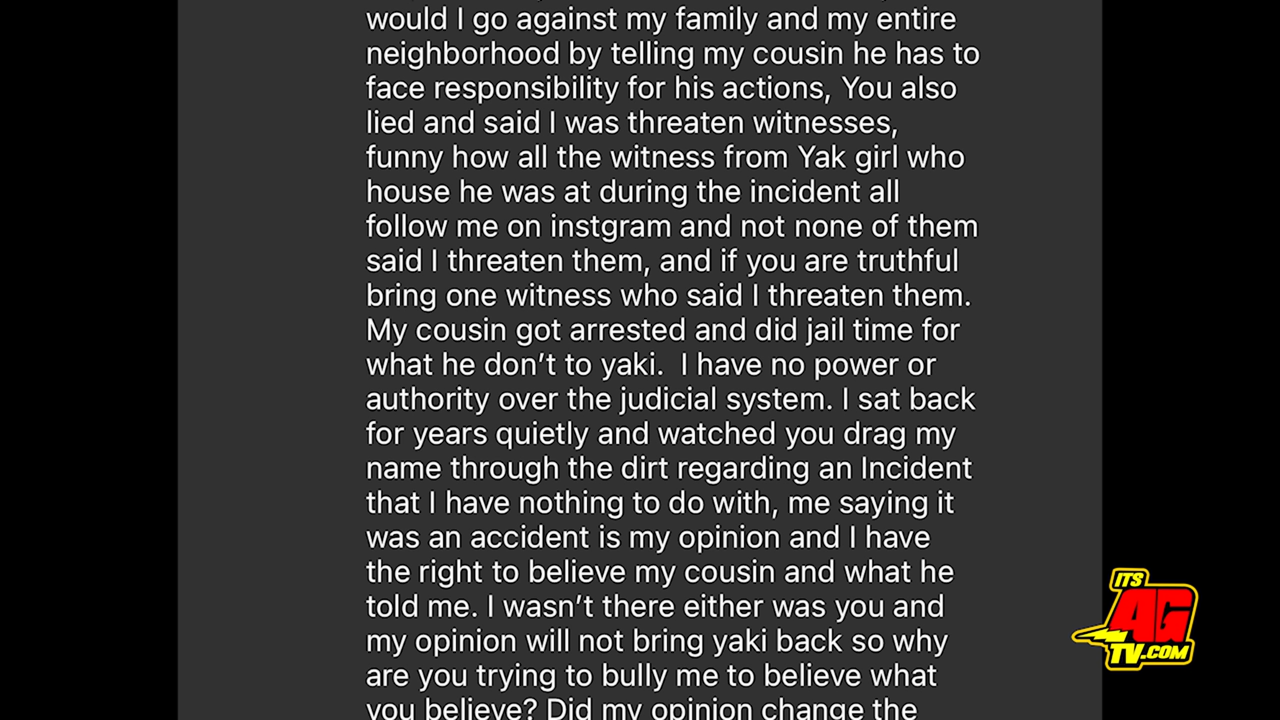 would I go against my family and my entire
neighborhood by telling my cousin he has to
face responsibility for his actions, You also
lied and said I was threaten witnesses,
funny how all the witness from Yak girl who
house he was at during the incident all
follow me on instgram and not none of them
said I threaten them, and if you are truthful
bring one witness who said I threaten them.
My cousin got arrested and did jail time for
what he don’t to yaki.  I have no power or
authority over the judicial system. I sat back
for years quietly and watched you drag my
name through the dirt regarding an Incident
that I have nothing to do with, me saying it
was an accident is my opinion and I have
the right to believe my cousin and what he
told me. I wasn’t there either was you and
my opinion will not bring yaki back so why
are you trying to bully me to believe what
you believe? Did my opinion change the
ITS
AG
TV.COM